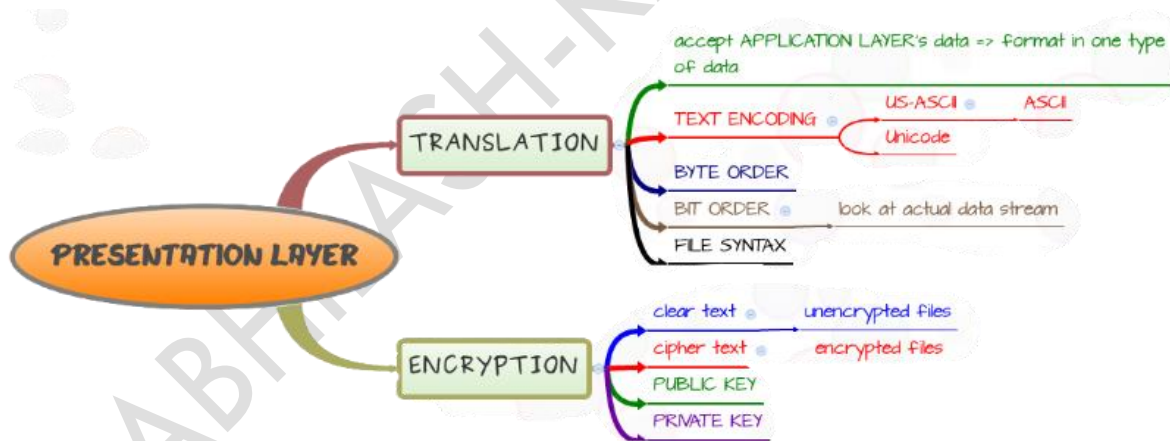 accept APPLICATION LAYER's data => format in one type
of data
TRANSLATION
TEXT ENCODING
US-ASCII
ASCII
Unicode
BYTE ORDER
BIT ORDER
look at actual data stream
FILE SYNTAX
PRESENTATION LAYER
ENCRYPTION
clear text
unencrypted files
cipher text
encrypted files
PUBLIC KEY
PRIVATE KEY
ABHILASH-K